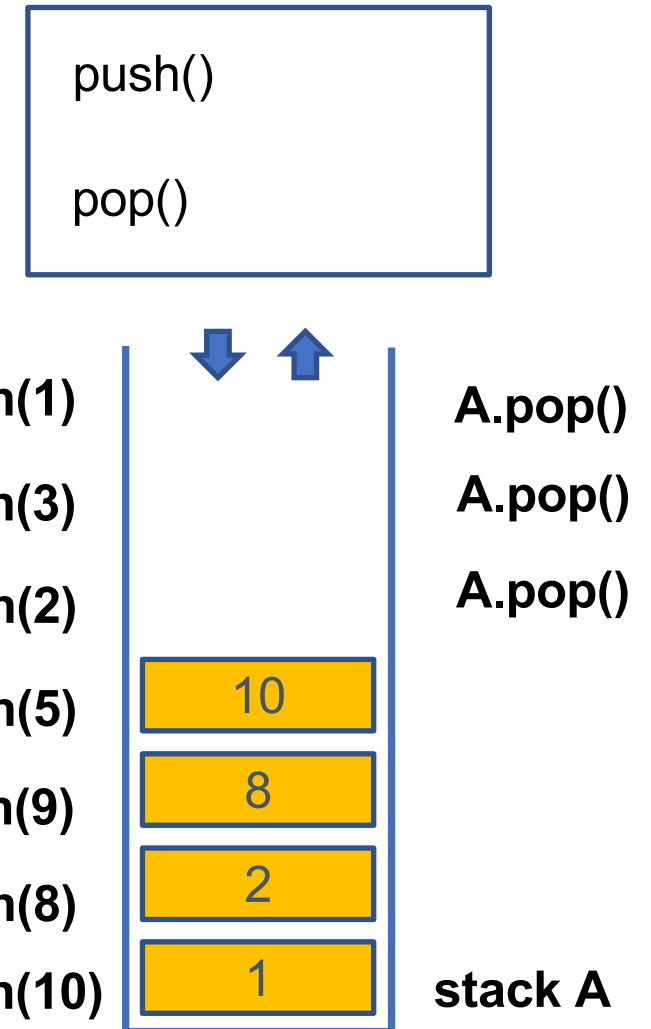 push()
pop()
n(1)
A.pop()
n(3)
A.pop()
n(2)
A.pop()
n(5)
10
n(9)
8
n(8)
2
n(10)
1
stack A